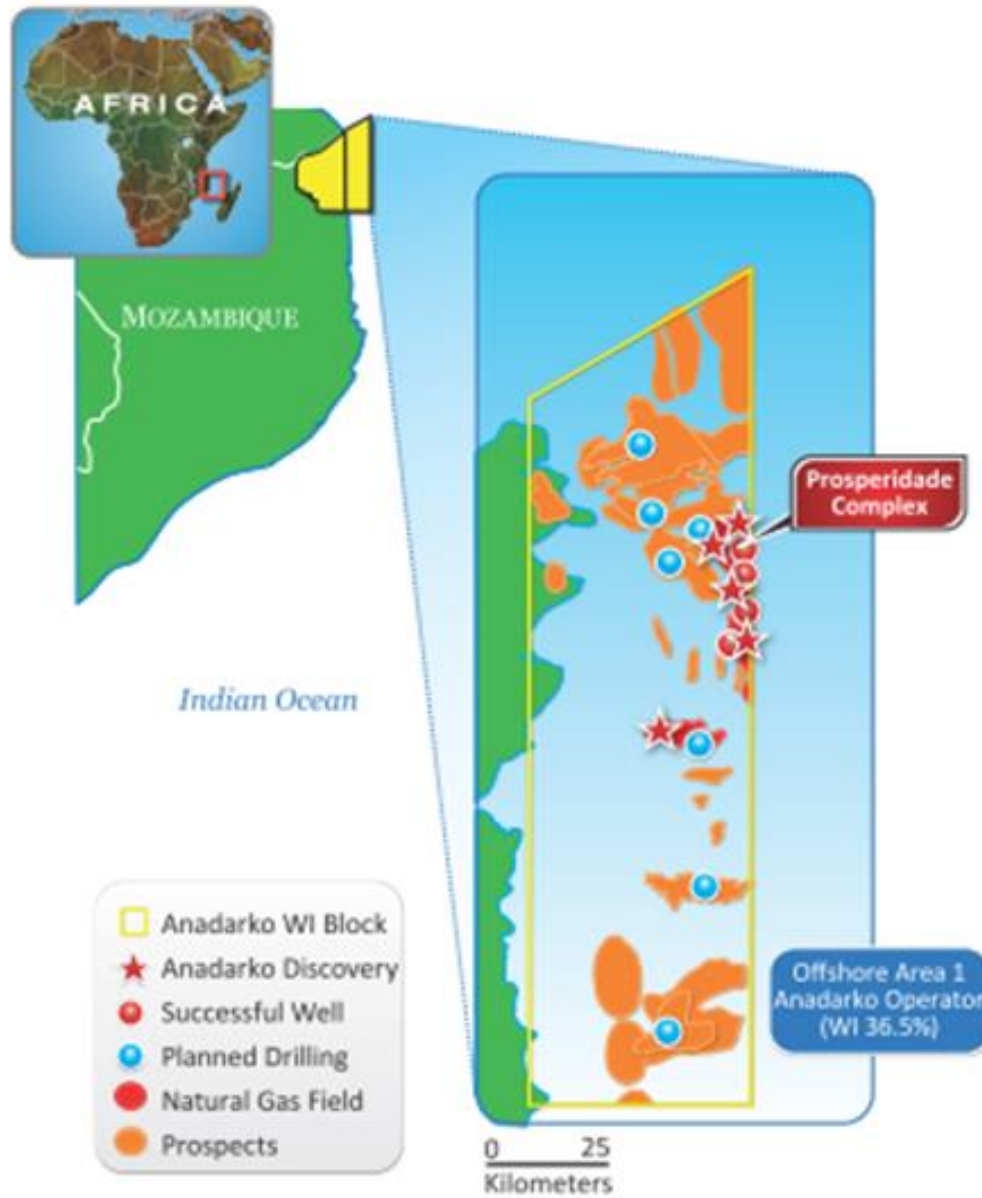 AFRICA
MOZAMBIQUE
Prosperidade
Complex
Indian Ocean
Anadarko WI Block
Anadarko Discovery
Successful Well
Planned Drilling
Natural Gas Field
Prospects
Offshore Area 1
Anadarko Operator
(WI 36.5%)
0 25
Kilometers